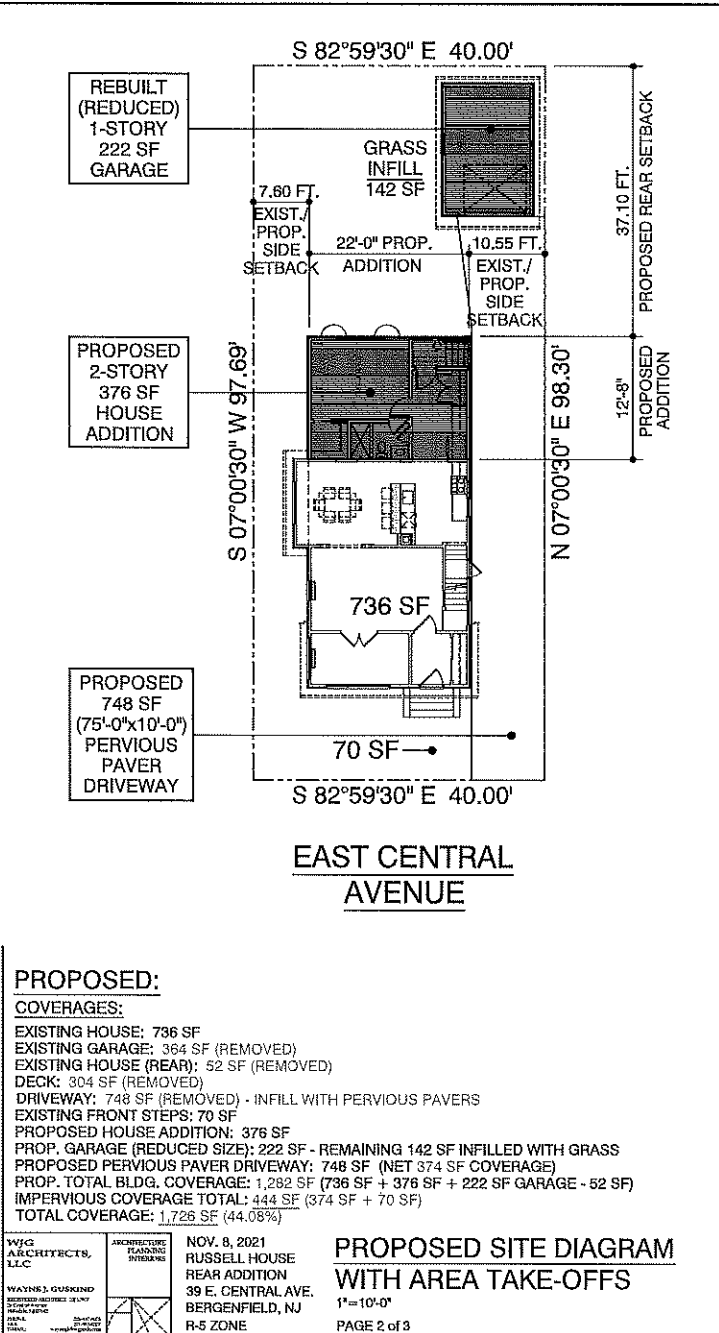 S 82°59'30" E 40.00'
REBUILT
(REDUCED)
1-STORY
222 SF
GARAGE
GRASS
INFILL
142 SF
37.10 FT.
PROPOSED REAR SETBACK
7.60 FT.
EXIST./
PROP.
SIDE
SETBACK
22'-0" PROP.
ADDITION
10.55 FT.
EXIST./
PROP.
SIDE
SETBACK
PROPOSED
2-STORY
376 SF
HOUSE
ADDITION
12'-8"
PROPOSED
ADDITION
S 07°00'30" W 97.69'
N 07°00'30" E 98.30'
736 SF
PROPOSED
748 SF
(75'-0"x10'-0")
PERVIOUS
PAVER
DRIVEWAY
70 SF
S 82°59'30" E 40.00'
EAST CENTRAL
AVENUE
PROPOSED:
COVERAGES:
EXISTING HOUSE: 736 SF
EXISTING GARAGE: 364 SF (REMOVED)
EXISTING HOUSE (REAR): 52 SF (REMOVED)
DECK: 304 SF (REMOVED)
DRIVEWAY: 748 SF (REMOVED) - INFILL WITH PERVIOUS PAVERS
EXISTING FRONT STEPS: 70 SF
PROPOSED HOUSE ADDITION: 376 SF
PROP. GARAGE (REDUCED SIZE): 222 SF - REMAINING 142 SF INFILLED WITH GRASS
PROPOSED PERVIOUS PAVER DRIVEWAY: 748 SF (NET 374 SF COVERAGE)
PROP. TOTAL BLDG. COVERAGE: 1,282 SF (736 SF + 376 SF + 222 SF GARAGE - 52 SF)
IMPERVIOUS COVERAGE TOTAL: 444 SF (374 SF + 70 SF)
TOTAL COVERAGE: 1,726 SF (44.08%)
WJG
ARCHITECTS,
LLC
WAYNE J. GUSKIND
ARCHITECTURE
PLANNING
INTERIORS
NOV. 8, 2021
RUSSELL HOUSE
REAR ADDITION
39 E. CENTRAL AVE.
BERGENFIELD, NJ
R-5 ZONE
PROPOSED SITE DIAGRAM
WITH AREA TAKE-OFFS
1"=10'-0"
PAGE 2 of 3